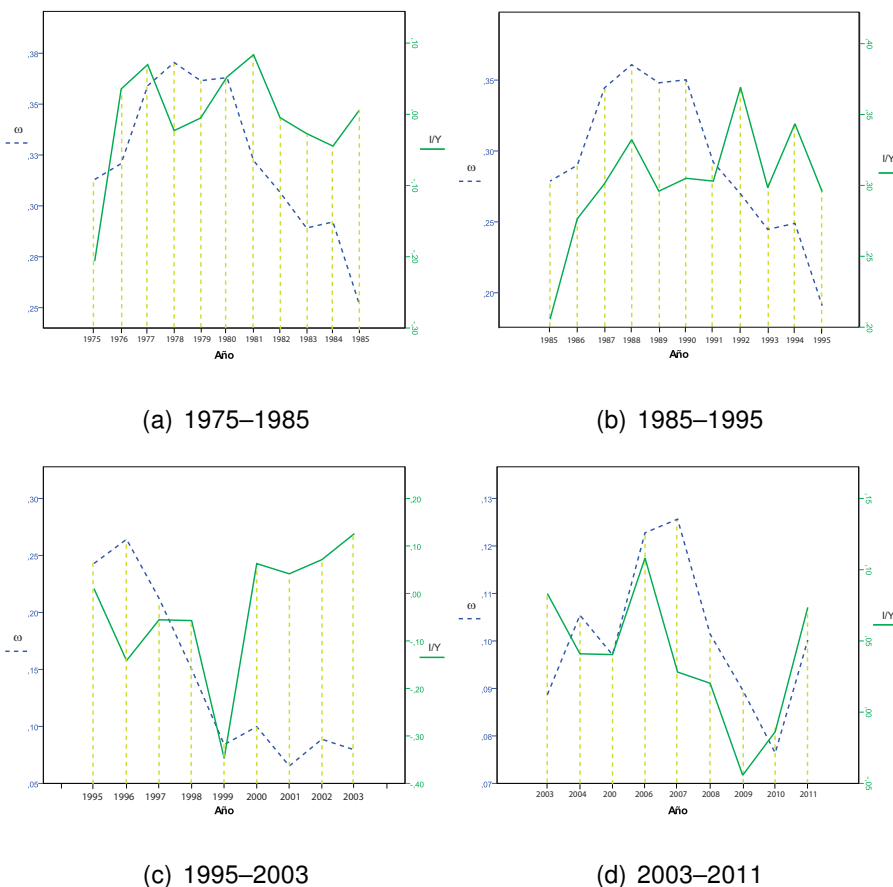 ,38
,35
,33
,30
,28
,25
ω
,10
,00
-,10
-,20
-,30
I/Y
1975 1976 1977 1978 1979 1980 1981 1982 1983 1984 1985
Año
(a) 1975–1985
,35
,30
,25
,20
ω
,40
,35
,30
,25
,20
I/Y
1985 1986 1987 1988 1989 1990 1991 1992 1993 1994 1995
Año
(b) 1985–1995
,30
,25
,20
,15
,10
,05
ω
,20
,10
,00
-,10
-,20
-,30
-,40
I/Y
1995 1996 1997 1998 1999 2000 2001 2002 2003
Año
(c) 1995–2003
,13
,12
,11
,10
,09
,08
,07
ω
,15
,10
,05
,00
-,05
I/Y
2003 2004 200 2006 2007 2008 2009 2010 2011
Año
(d) 2003–2011